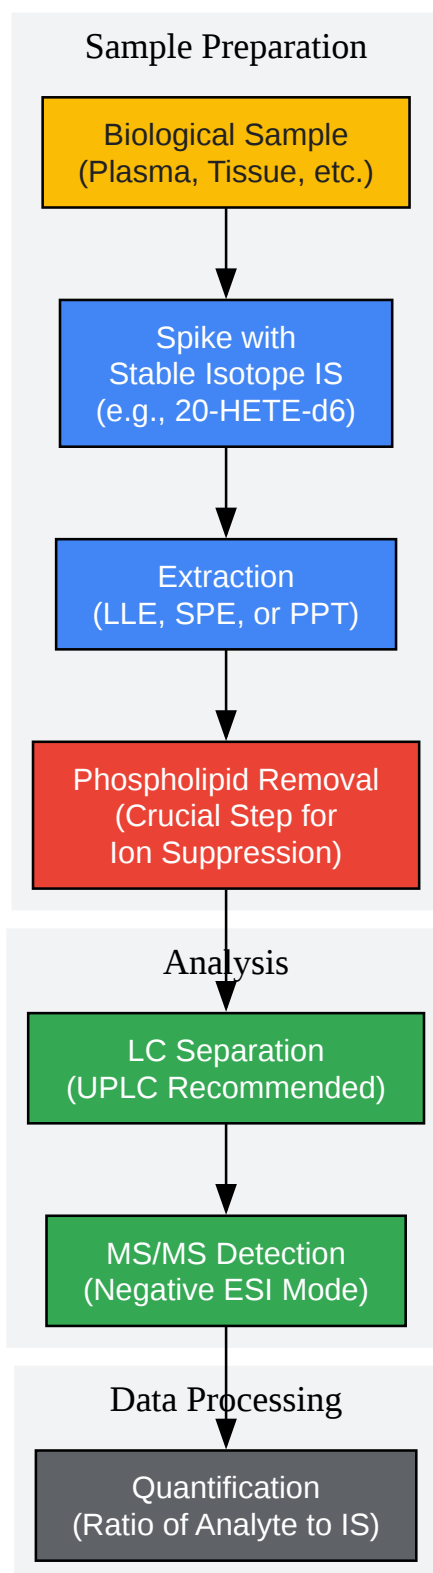 Sample Preparation
Biological Sample
(Plasma, Tissue, etc.)
Spike with
Stable Isotope IS
(e.g., 20-HETE-d6)
Extraction
(LLE, SPE, or PPT)
Phospholipid Removal
(Crucial Step for
Ion Suppression)
Analysis
LC Separation
(UPLC Recommended)
MS/MS Detection
(Negative ESI Mode)
Data Processing
Quantification
(Ratio of Analyte to IS)